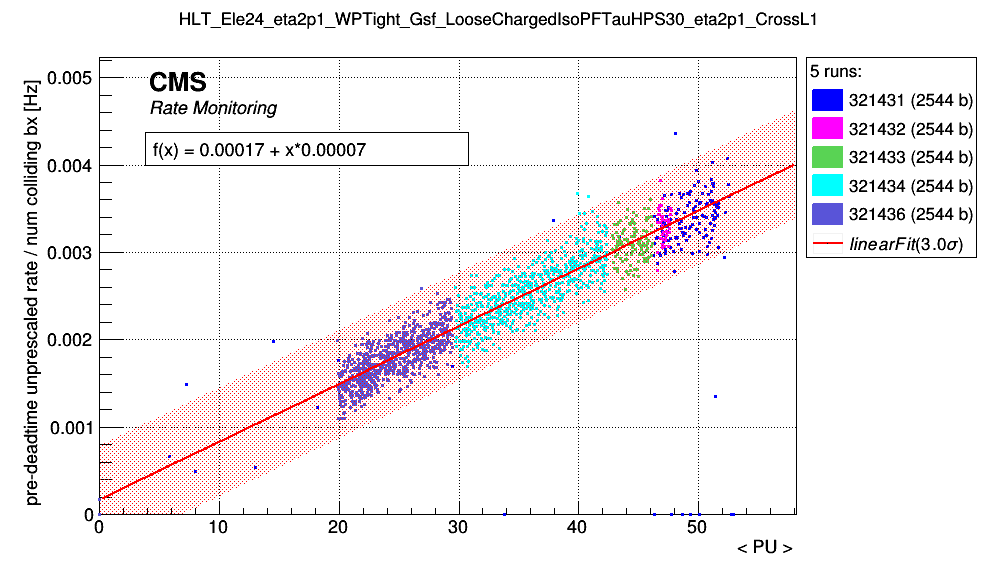 HLT_Ele24_eta2p1_WPTight_Gsf_LooseChargedIsoPFTauHPS30_eta2p1_CrossL1
pre-deadtime unprescaled rate / num colliding bx [Hz]
0.005
0.004
0.003
0.002
0.001
0
CMS
Rate Monitoring
f(x) = 0.00017 + x*0.00007
0 10 20 30 40 50
< PU >
5 runs:
321431 (2544 b)
321432 (2544 b)
321433 (2544 b)
321434 (2544 b)
321436 (2544 b)
linearFit(3.0σ)